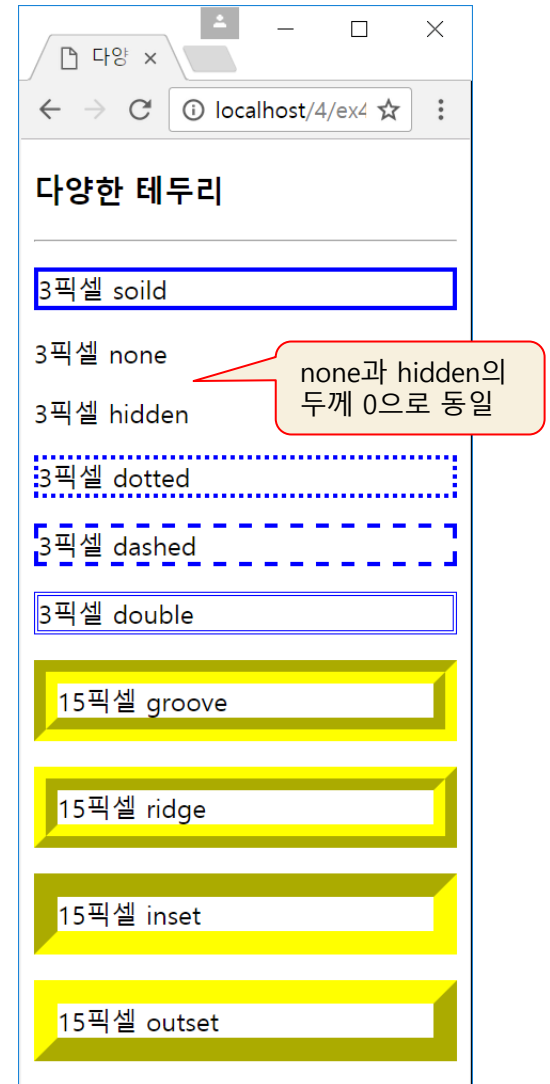 다양
localhost/4/ex4
다양한 테두리
3픽셀 soild
3픽셀 none
none과 hidden의
두께 0으로 동일
3픽셀 hidden
3픽셀 dotted
3픽셀 dashed
3픽셀 double
15픽셀 groove
15픽셀 ridge
15픽셀 inset
15픽셀 outset